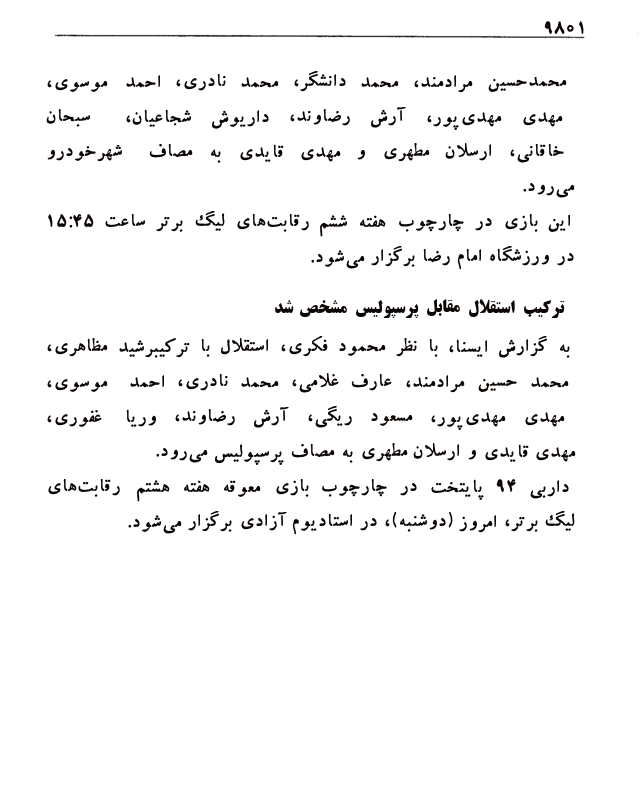 ۹۸۰۱
محمدحسین مرادمند، محمد دانشگر، محمد نادری، احمد موسوی،
مهدی مهدی‌پور، آرش رضاوند، داریوش شجاعیان، سبحان
خاقانی، ارسلان مطهری و مهدی قایدی به مصاف شهرخودرو
می‌رود.
این بازی در چارچوب هفته ششم رقابت‌های لیگ برتر ساعت ۱۵:۴۵
در ورزشگاه امام رضا برگزار می‌شود.
ترکیب استقلال مقابل پرسپولیس مشخص شد
به گزارش ایسنا، با نظر محمود فکری، استقلال با ترکیبرشید مظاهری،
محمد حسین مرادمند، عارف غلامی، محمد نادری، احمد موسوی،
مهدی مهدی‌پور، مسعود ریگی، آرش رضاوند، وریا غفوری،
مهدی قایدی و ارسلان مطهری به مصاف پرسپولیس می‌رود.
داربی ۹۴ پایتخت در چارچوب بازی معوقه هفته هشتم رقابت‌های
لیگ برتر، امروز (دوشنبه)، در استادیوم آزادی برگزار می‌شود.